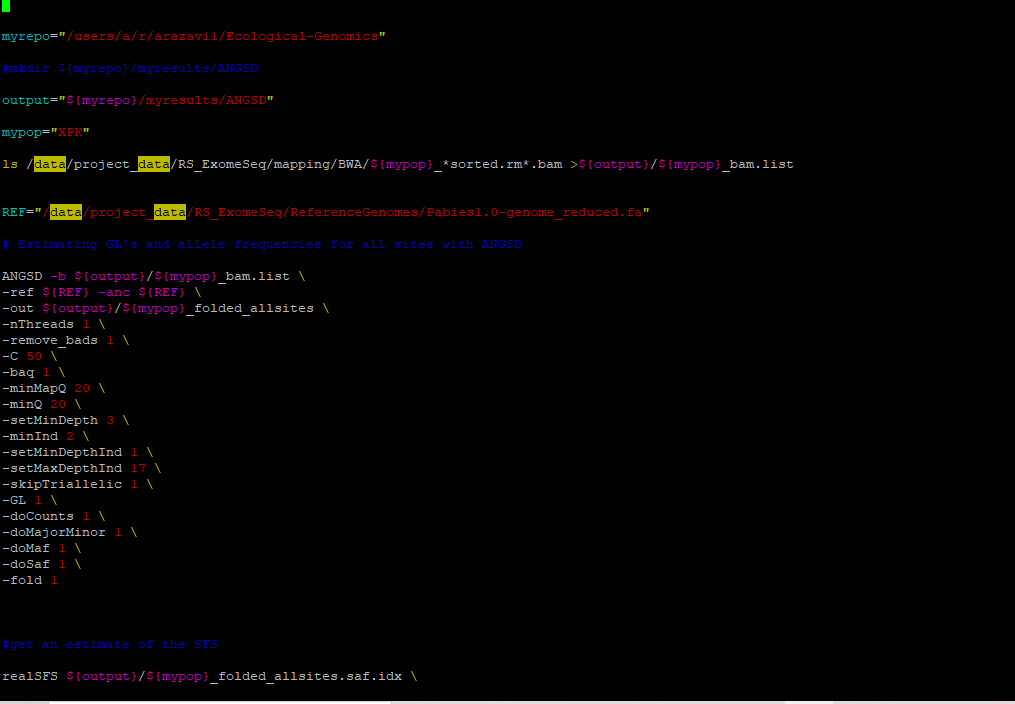 myrepo="/users/a/r/arazavil/Ecological-Genomics"
#mkdir ${myrepo}/myresults/ANGSD
output="${myrepo}/myresults/ANGSD"
mypop="XPK"
ls /data/project_data/RS_ExomeSeq/mapping/BWA/${mypop}_*sorted.rm*.bam >${output}/${mypop}_bam.list
REF="/data/project_data/RS_ExomeSeq/ReferenceGenomes/Pabies1.0-genome_reduced.fa"
# Estimating GL's and allele frequencies for all sites with ANGSD
ANGSD -b ${output}/${mypop}_bam.list \
-ref ${REF} -anc ${REF} \
-out ${output}/${mypop}_folded_allsites \
-nThreads 1 \
-remove_bads 1 \
-C 50 \
-baq 1 \
-minMapQ 20 \
-minQ 20 \
-setMinDepth 3 \
-minInd 2 \
-setMinDepthInd 1 \
-setMaxDepthInd 17 \
-skipTriallelic 1 \
-GL 1 \
-doCounts 1 \
-doMajorMinor 1 \
-doMaf 1 \
-doSaf 1 \
-fold 1
#get an estimate of the SFS
realSFS ${output}/${mypop}_folded_allsites.saf.idx \